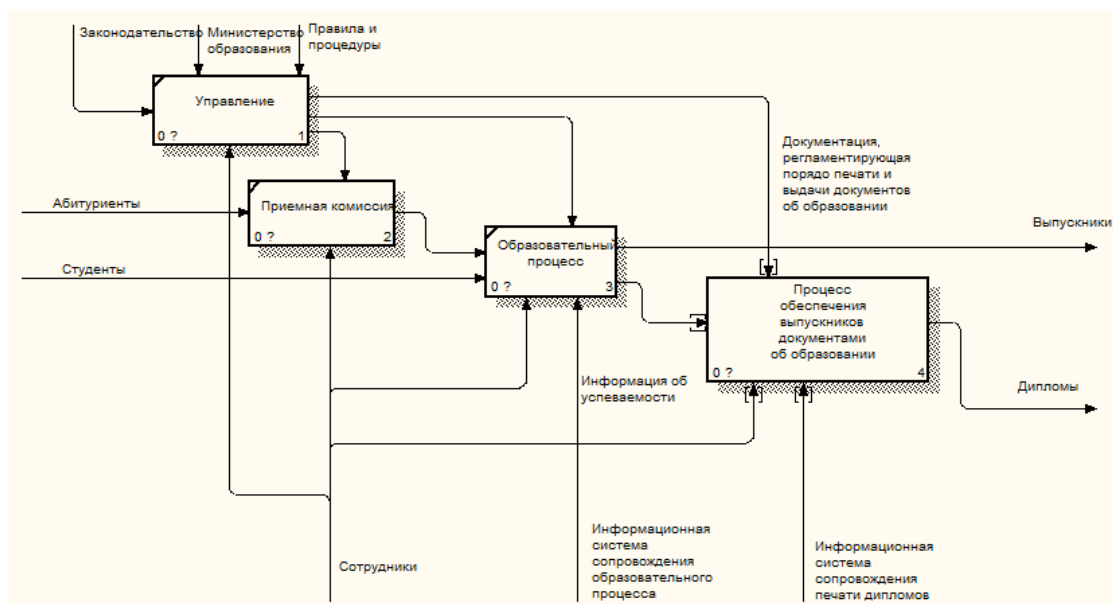 Законодательство
Министерство
образования
Правила и
процедуры
Управление
0 ?
1
Документация,
регламентирующая
порядо печати и
выдачи документов
об образовании
Абитуриенты
Приемная комиссия
0 ?
2
Выпускники
Образовательный
процесс
0 ?
3
Студенты
Процесс
обеспечения
выпускников
документами
об образовании
0 ?
4
Информация об
успеваемости
Дипломы
Сотрудники
Информационная
система
сопровождения
образовательного
процесса
Информационная
система
сопровождения
печати дипломов